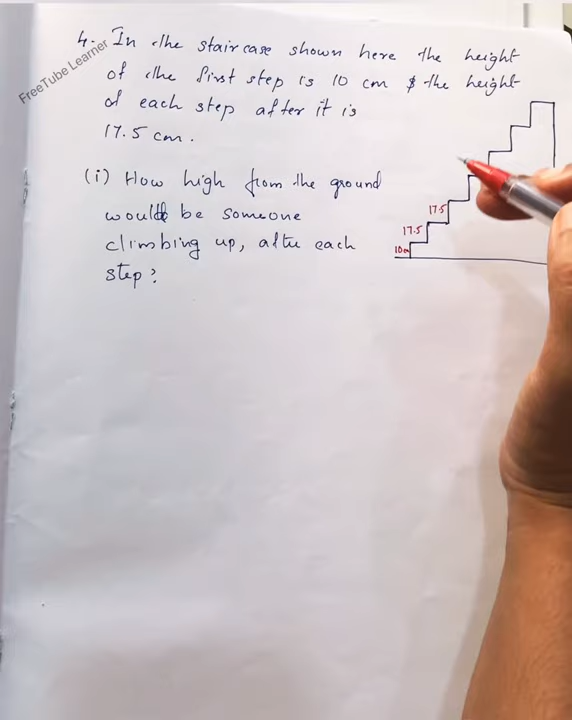 FreeTube Learner
4. In the staircase shown here the height
of the first step is 10 cm & the height
of each step after it is
17.5 cm.
(i) How high from the ground
would be someone
climbing up, after each
step?
17.5
17.5
10cm